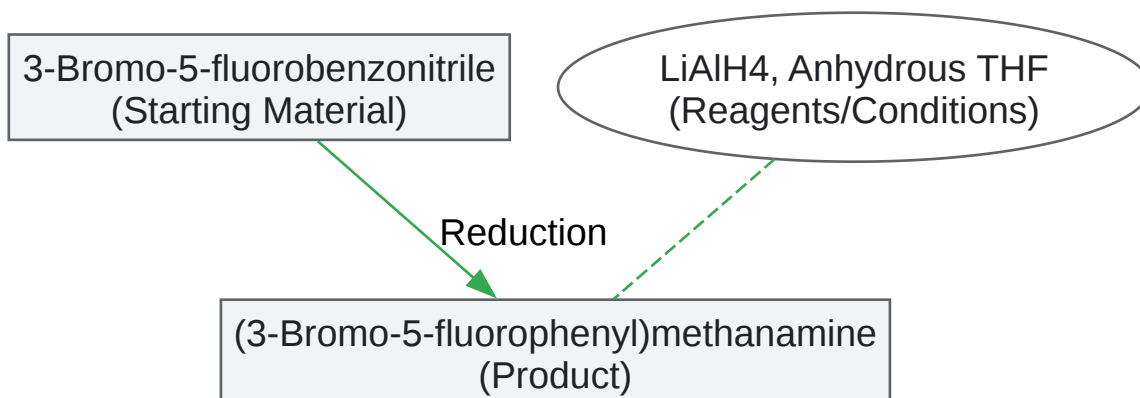 3-Bromo-5-fluorobenzonitrile
(Starting Material)
LiAlH4, Anhydrous THF
(Reagents/Conditions)
Reduction
(3-Bromo-5-fluorophenyl)methanamine
(Product)